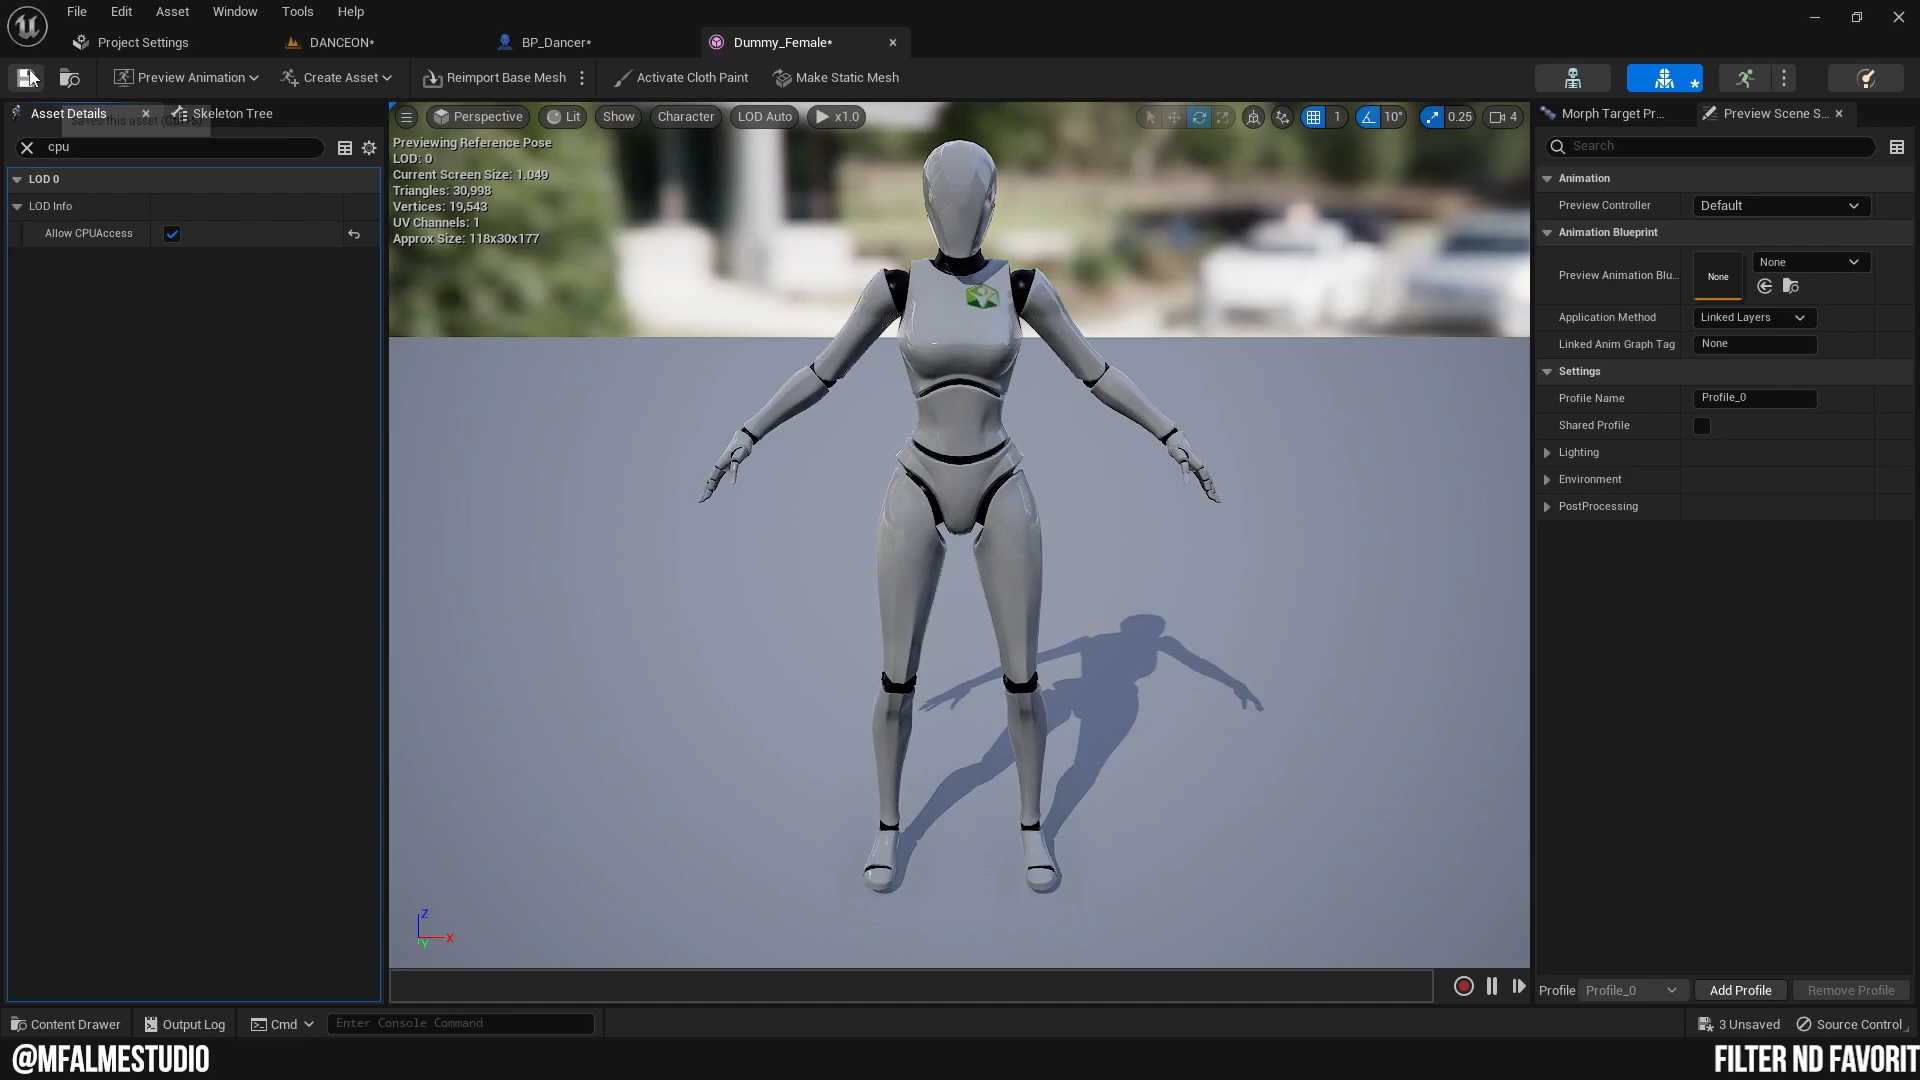 File Edit Asset Window Tools Help
Project Settings DANCEON* BP_Dancer* Dummy_Female*
Preview Animation Create Asset Reimport Base Mesh Activate Cloth Paint Make Static Mesh
Asset Details Skeleton Tree
Saves this asset (Ctrl+S)
cpu
LOD 0
LOD Info
Allow CPUAccess
Perspective Lit Show Character LOD Auto x1.0 1 10° 0.25 4
Previewing Reference Pose
LOD: 0
Current Screen Size: 1.049
Triangles: 30,998
Vertices: 19,543
UV Channels: 1
Approx Size: 118x30x177
Z
X
Y
Morph Target Pr... Preview Scene S...
Search
Animation
Preview Controller Default
Animation Blueprint
Preview Animation Blu... None None
Application Method Linked Layers
Linked Anim Graph Tag None
Settings
Profile Name Profile_0
Shared Profile
Lighting
Environment
PostProcessing
Profile Profile_0 Add Profile Remove Profile
Content Drawer Output Log Cmd Enter Console Command 3 Unsaved Source Control
@MFALMESTUDIO FILTER ND FAVORIT